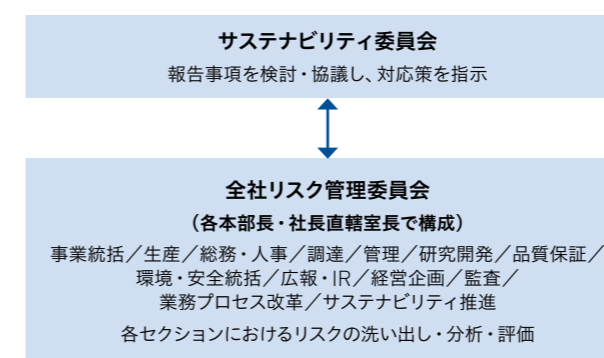 サステナビリティ委員会
報告事項を検討・協議し、対応策を指示
全社リスク管理委員会
（各本部長・社長直轄室長で構成）
事業統括／生産／総務・人事／調達／管理／研究開発／品質保証／
環境・安全統括／広報・IR／経営企画／監査／
業務プロセス改革／サステナビリティ推進
各セクションにおけるリスクの洗い出し・分析・評価